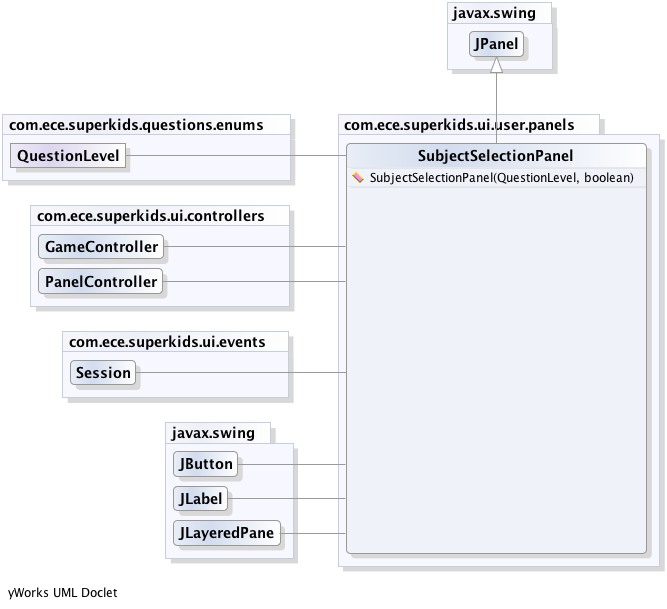 javax.swing
JPanel
com.ece.superkids.questions.enums
QuestionLevel
com.ece.superkids.ui.user.panels
SubjectSelectionPanel
SubjectSelectionPanel(QuestionLevel, boolean)
com.ece.superkids.ui.controllers
GameController
PanelController
com.ece.superkids.ui.events
Session
javax.swing
JButton
JLabel
JLayeredPane
yWorks UML Doclet